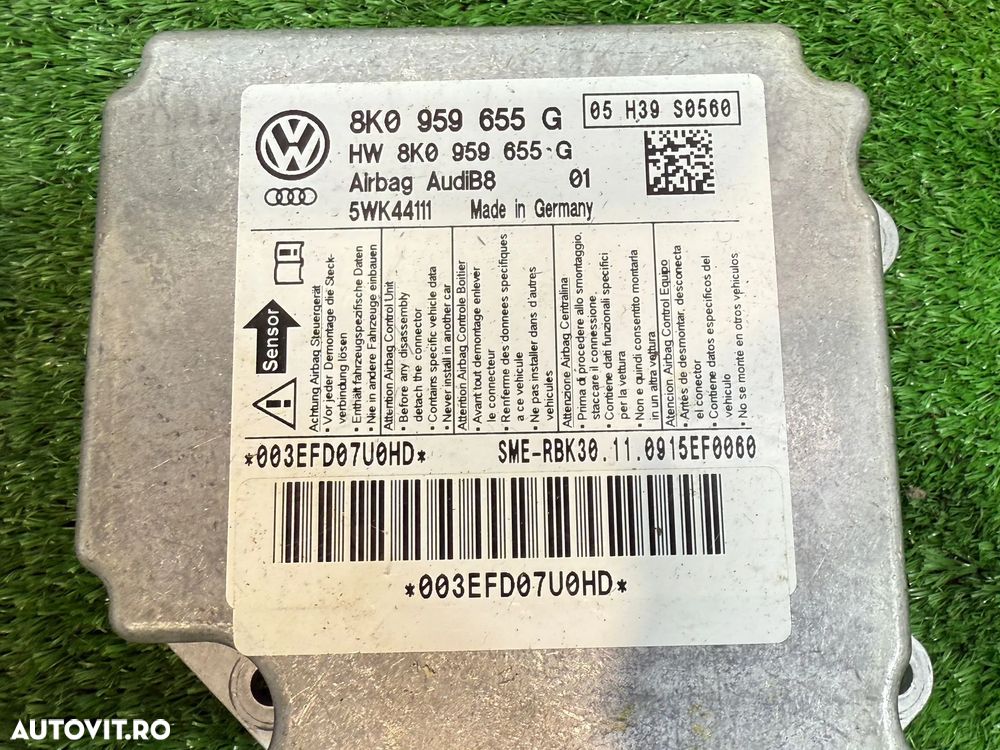 8K0 959 655 G
05 H39 S0560
HW 8K0 959 655 G
Airbag AudiB8 01
5WK44111 Made in Germany
Sensor
Achtung Airbag Steuergerät
• Vor jeder Demontage die Steck-
verbindung lösen
• Enthält fahrzeugspezifische Daten
• Nie in andere Fahrzeuge einbauen
Attention Airbag Control Unit
• Before any disassembly
detach the connector
• Contains specific vehicle data
• Never install in another car
Attention Airbag Controle Boitier
• Avant tout demontage enlever
le connecteur
• Renferme des donnees specifiques
a ce vehicule
• Ne pas installer dans d'autres
vehicules
Attenzione Airbag Centralina
• Prima di procedere allo smontaggio,
staccare il connessione.
• Contiene dati funzionali specifici
per la vettura
• Non e quindi consentito montarla
in un altra vettura
Atencion Airbag Control Equipo
• Antes de desmontar, desconecta
el conector
• Contiene datos especificos del
vehiculo
• No se monte en otros vehiculos
*003EFD07U0HD*
SME-RBK30.11.0915EF0060
*003EFD07U0HD*
AUTOVIT.RO